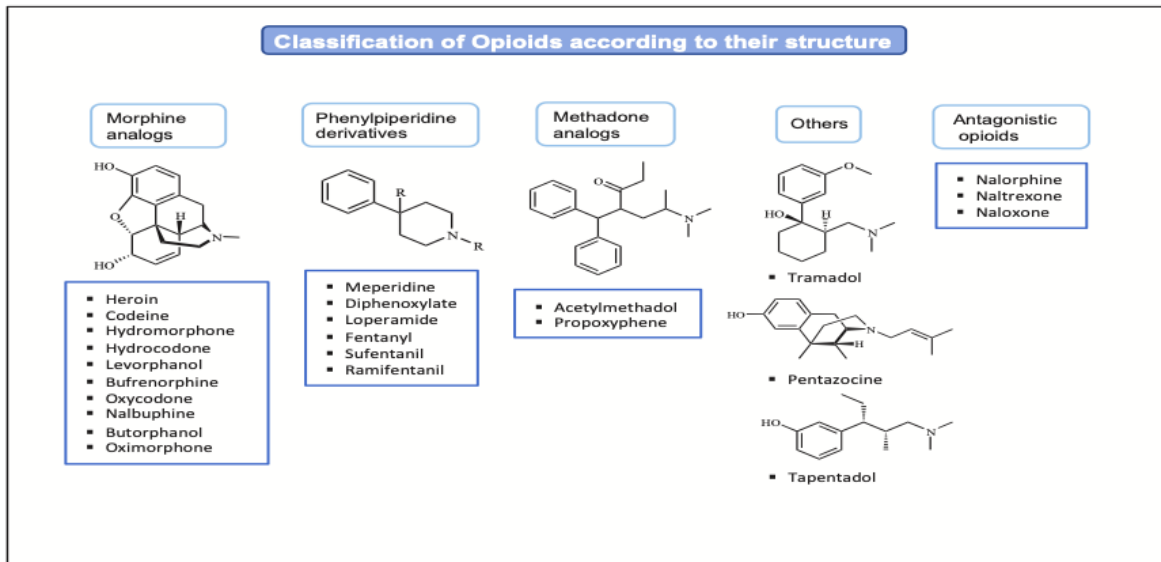 Classification of Opioids according to their structure
Morphine
analogs
HO
O
H
N
HO
▪ Heroin
▪ Codeine
▪ Hydromorphone
▪ Hydrocodone
▪ Levorphanol
▪ Bufrenorphine
▪ Oxycodone
▪ Nalbuphine
▪ Butorphanol
▪ Oximorphone
Phenylpiperidine
derivatives
R
N
R
▪ Meperidine
▪ Diphenoxylate
▪ Loperamide
▪ Fentanyl
▪ Sufentanil
▪ Ramifentanil
Methadone
analogs
O
N
▪ Acetylmethadol
▪ Propoxyphene
Others
O
HO
H
N
▪ Tramadol
HO
N
H
▪ Pentazocine
HO
N
▪ Tapentadol
Antagonistic
opioids
▪ Nalorphine
▪ Naltrexone
▪ Naloxone